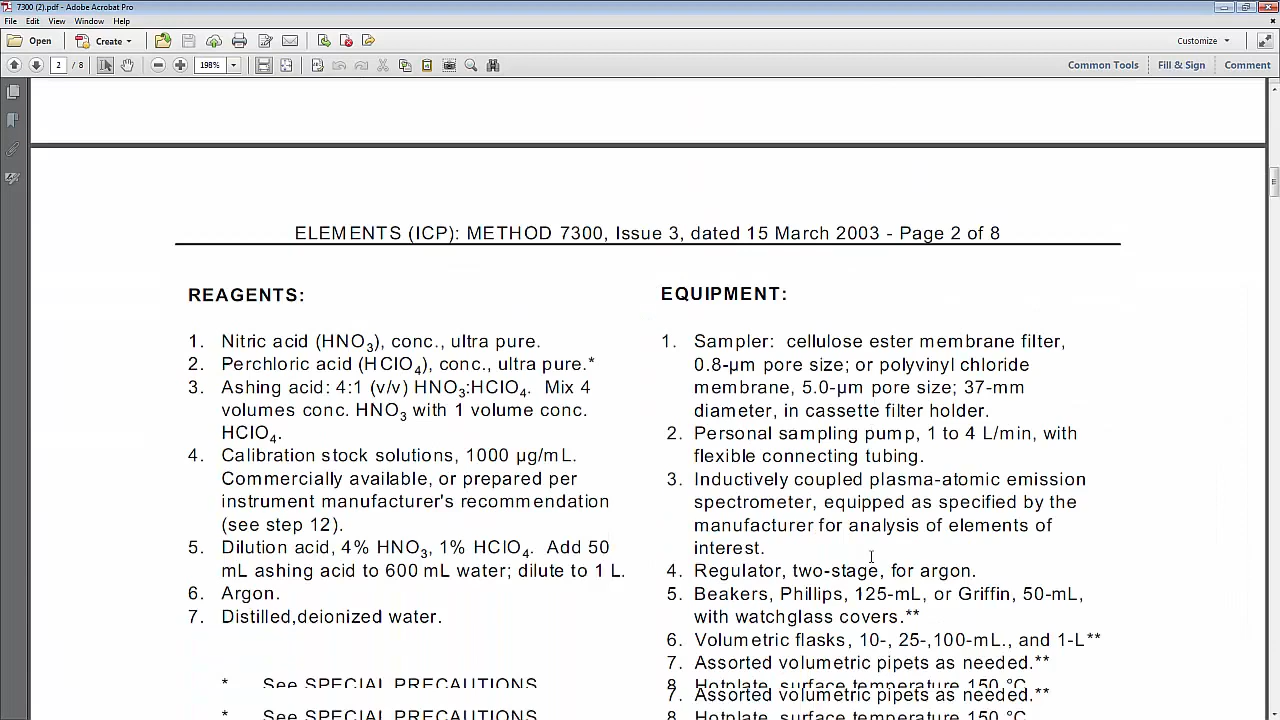 7300 (2).pdf - Adobe Acrobat Pro
File Edit View Window Help
Open Create Customize
2 / 8 198% Common Tools Fill & Sign Comment
ELEMENTS (ICP): METHOD 7300, Issue 3, dated 15 March 2003 - Page 2 of 8
REAGENTS:
1. Nitric acid (HNO3), conc., ultra pure.
2. Perchloric acid (HClO4), conc., ultra pure.*
3. Ashing acid: 4:1 (v/v) HNO3:HClO4. Mix 4
volumes conc. HNO3 with 1 volume conc.
HClO4.
4. Calibration stock solutions, 1000 µg/mL.
Commercially available, or prepared per
instrument manufacturer's recommendation
(see step 12).
5. Dilution acid, 4% HNO3, 1% HClO4. Add 50
mL ashing acid to 600 mL water; dilute to 1 L.
6. Argon.
7. Distilled,deionized water.
* See SPECIAL PRECAUTIONS
* See SPECIAL PRECAUTIONS
EQUIPMENT:
1. Sampler: cellulose ester membrane filter,
0.8-µm pore size; or polyvinyl chloride
membrane, 5.0-µm pore size; 37-mm
diameter, in cassette filter holder.
2. Personal sampling pump, 1 to 4 L/min, with
flexible connecting tubing.
3. Inductively coupled plasma-atomic emission
spectrometer, equipped as specified by the
manufacturer for analysis of elements of
interest.
4. Regulator, two-stage, for argon.
5. Beakers, Phillips, 125-mL, or Griffin, 50-mL,
with watchglass covers.**
6. Volumetric flasks, 10-, 25-,100-mL., and 1-L**
7. Assorted volumetric pipets as needed.**
8. Hotplate, surface temperature 150 °C
7. Assorted volumetric pipets as needed.**
8. Hotplate, surface temperature 150 °C